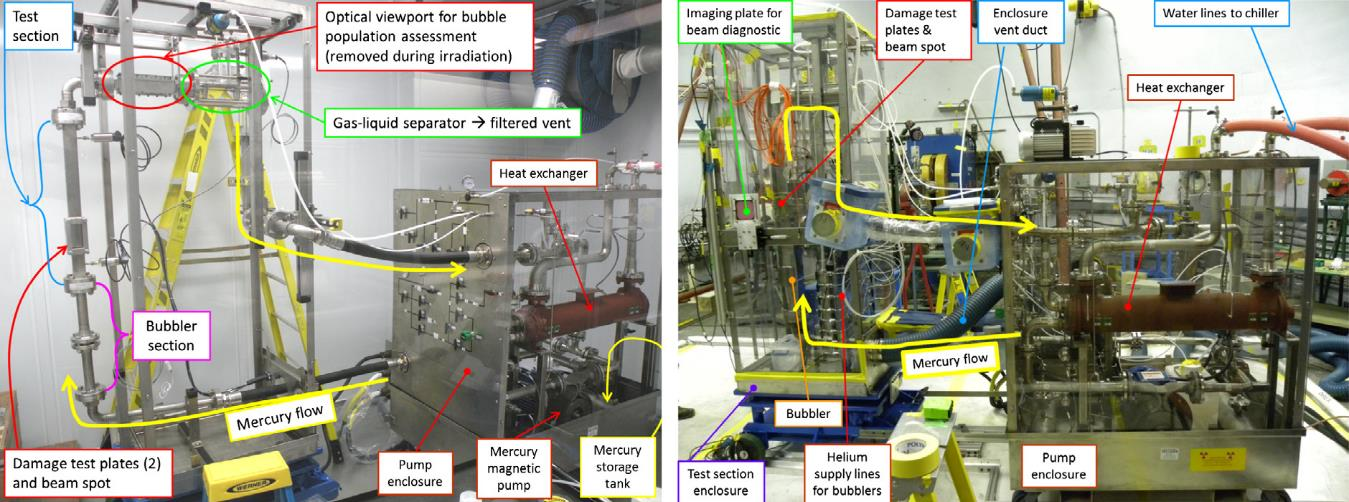 Test
section
Optical viewport for bubble
population assessment
(removed during irradiation)
Gas-liquid separator → filtered vent
Heat exchanger
Bubbler
section
Mercury flow
Damage test plates (2)
and beam spot
WERNER
Pump
enclosure
Mercury
magnetic
pump
Mercury
storage
tank
Imaging plate for
beam diagnostic
Damage test
plates &
beam spot
Enclosure
vent duct
Water lines to chiller
Heat exchanger
Mercury flow
Bubbler
Test section
enclosure
Helium
supply lines
for bubblers
Pump
enclosure